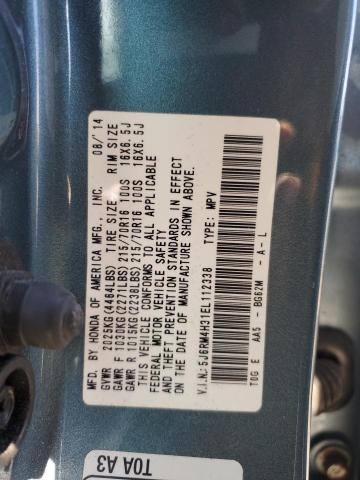 MFD. BY HONDA OF AMERICA MFG., INC. 08/'14
GVWR 2025KG(4464LBS) TIRE SIZE RIM SIZE
GAWR F 1030KG(2271LBS) 215/70R16 100S 16X6.5J
GAWR R 1015KG(2238LBS) 215/70R16 100S 16X6.5J
THIS VEHICLE CONFORMS TO ALL APPLICABLE
FEDERAL MOTOR VEHICLE SAFETY
AND THEFT PREVENTION STANDARDS IN EFFECT
ON THE DATE OF MANUFACTURE SHOWN ABOVE.
V.I.N.:5J6RM4H31EL112338 TYPE: MPV
T0G E AA5 - BG62M - A - L
T0A A3